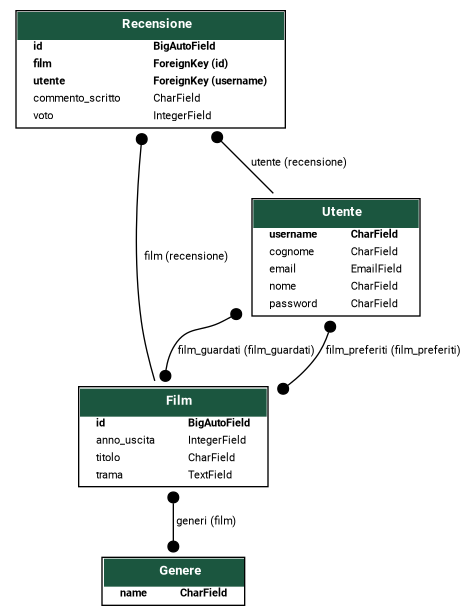 Recensione
id BigAutoField
film ForeignKey (id)
utente ForeignKey (username)
commento_scritto CharField
voto IntegerField
utente (recensione)
Utente
username CharField
cognome CharField
email EmailField
nome CharField
password CharField
film (recensione)
film_guardati (film_guardati)
film_preferiti (film_preferiti)
Film
id BigAutoField
anno_uscita IntegerField
titolo CharField
trama TextField
generi (film)
Genere
name CharField